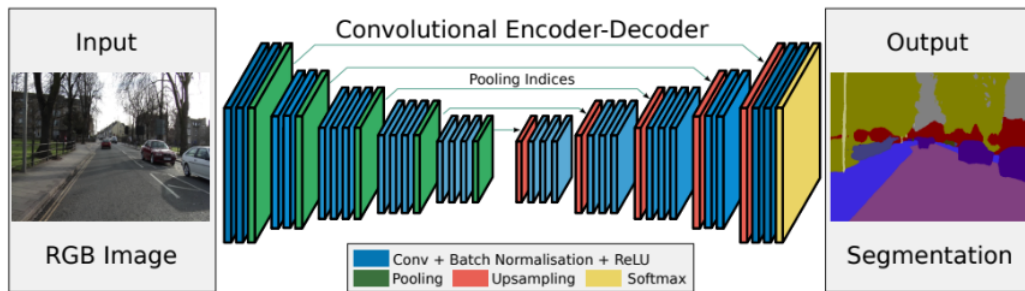 Input
RGB Image
Convolutional Encoder-Decoder
Pooling Indices
Conv + Batch Normalisation + ReLU
Pooling
Upsampling
Softmax
Output
Segmentation